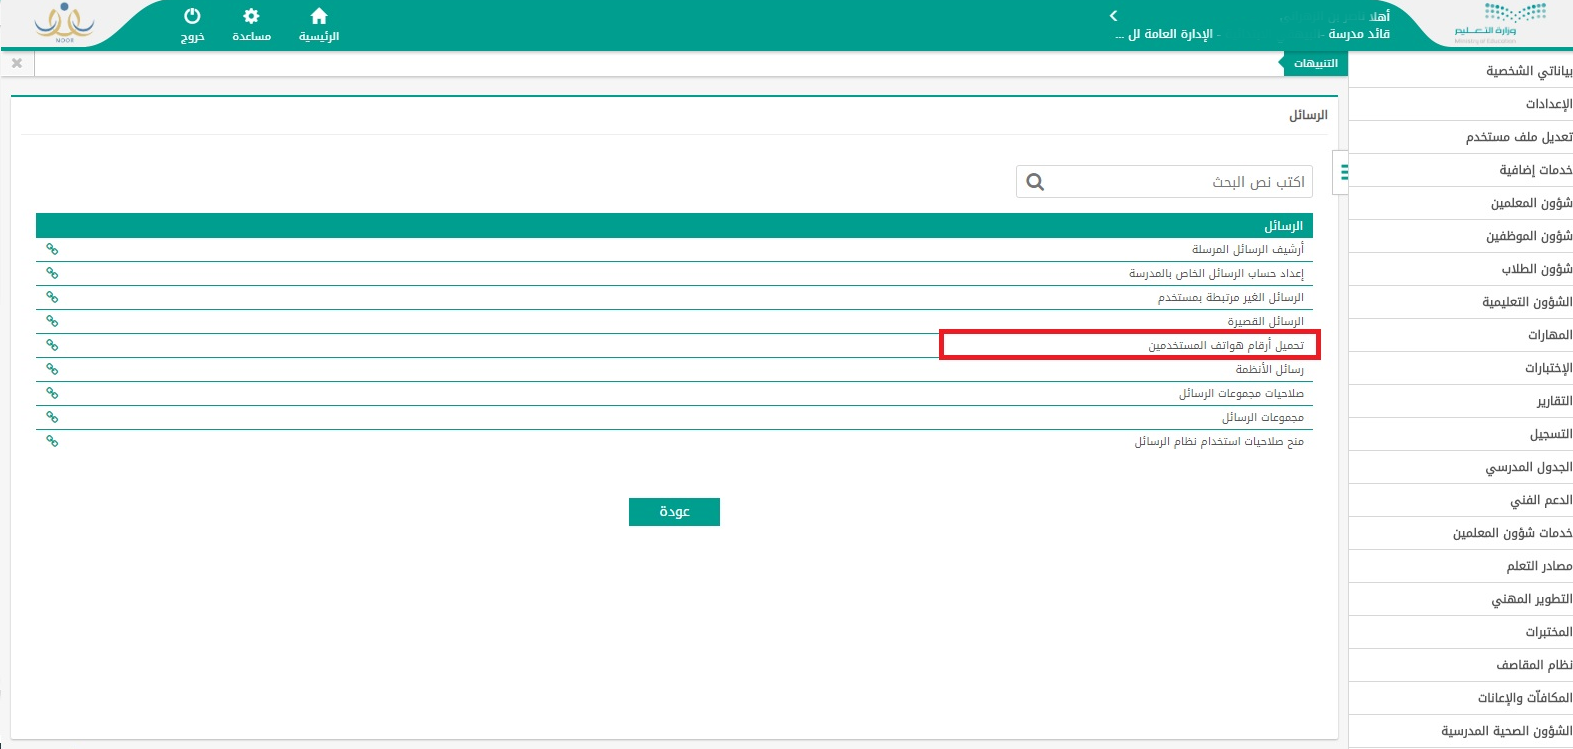 وزارة التعليم
Ministry of Education
أهلا
قائد مدرسة - - الإدارة العامة لل ...
الرئيسية
مساعدة
خروج
NOOR
التنبيهات
بياناتي الشخصية
الإعدادات
تعديل ملف مستخدم
خدمات إضافية
شؤون المعلمين
شؤون الموظفين
شؤون الطلاب
الشؤون التعليمية
المهارات
الإختبارات
التقارير
التسجيل
الجدول المدرسي
الدعم الفني
خدمات شؤون المعلمين
مصادر التعلم
التطوير المهني
المختبرات
نظام المقاصف
المكافآت والإعانات
الشؤون الصحية المدرسية
الرسائل
اكتب نص البحث
الرسائل
أرشيف الرسائل المرسلة
إعداد حساب الرسائل الخاص بالمدرسة
الرسائل الغير مرتبطة بمستخدم
الرسائل القصيرة
تحميل أرقام هواتف المستخدمين
رسائل الأنظمة
صلاحيات مجموعات الرسائل
مجموعات الرسائل
منح صلاحيات استخدام نظام الرسائل
عودة